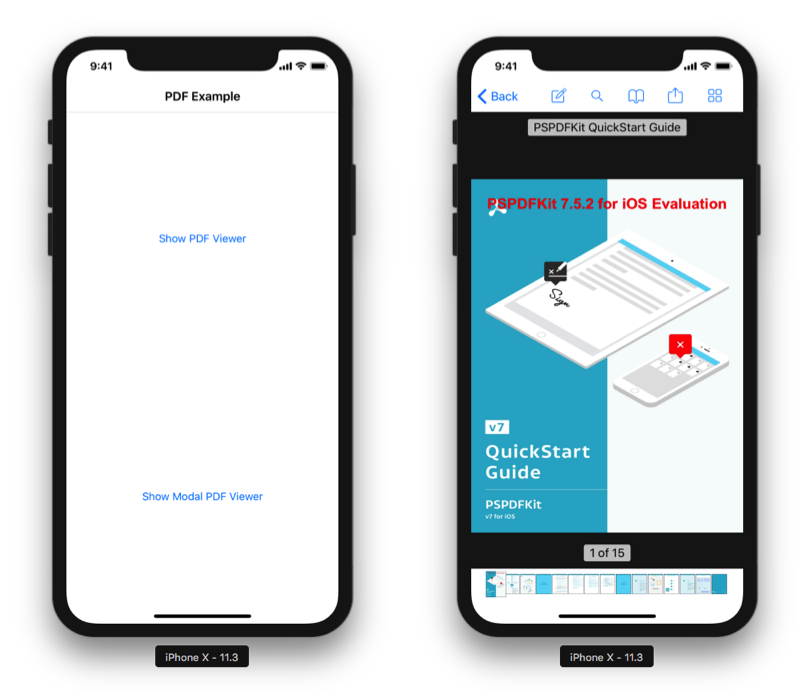 9:41
PDF Example
Show PDF Viewer
Show Modal PDF Viewer
iPhone X - 11.3
9:41
Back
PSPDFKit QuickStart Guide
PSPDFKit 7.5.2 for iOS Evaluation
Sign
v7
QuickStart
Guide
PSPDFKit
v7 for iOS
1 of 15
iPhone X - 11.3